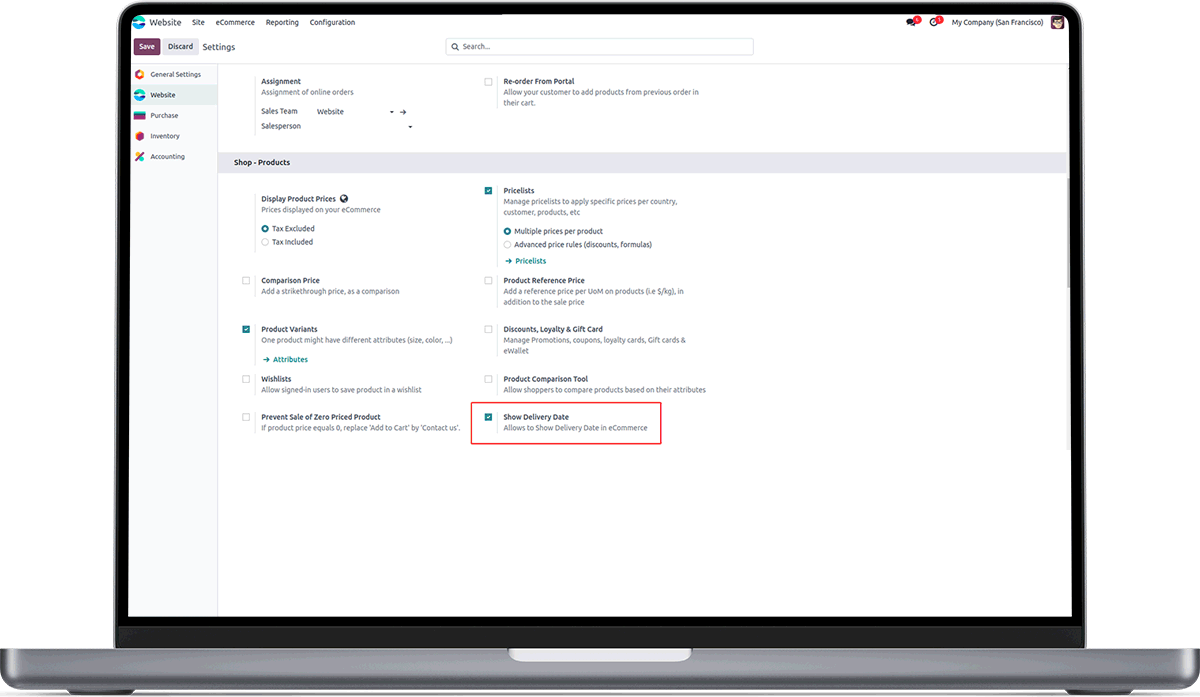 Website Site eCommerce Reporting Configuration 5 1 My Company (San Francisco)
Save Discard Settings Search...
General Settings
Website
Purchase
Inventory
Accounting
Assignment
Assignment of online orders
Sales Team Website
Salesperson
Re-order From Portal
Allow your customer to add products from previous order in
their cart.
Shop - Products
Display Product Prices
Prices displayed on your eCommerce
Tax Excluded
Tax Included
Pricelists
Manage pricelists to apply specific prices per country,
customer, products, etc
Multiple prices per product
Advanced price rules (discounts, formulas)
Pricelists
Comparison Price
Add a strikethrough price, as a comparison
Product Reference Price
Add a reference price per UoM on products (i.e $/kg), in
addition to the sale price
Product Variants
One product might have different attributes (size, color, ...)
Attributes
Discounts, Loyalty & Gift Card
Manage Promotions, coupons, loyalty cards, Gift cards &
eWallet
Wishlists
Allow signed-in users to save product in a wishlist
Product Comparison Tool
Allow shoppers to compare products based on their attributes
Prevent Sale of Zero Priced Product
If product price equals 0, replace 'Add to Cart' by 'Contact us'.
Show Delivery Date
Allows to Show Delivery Date in eCommerce